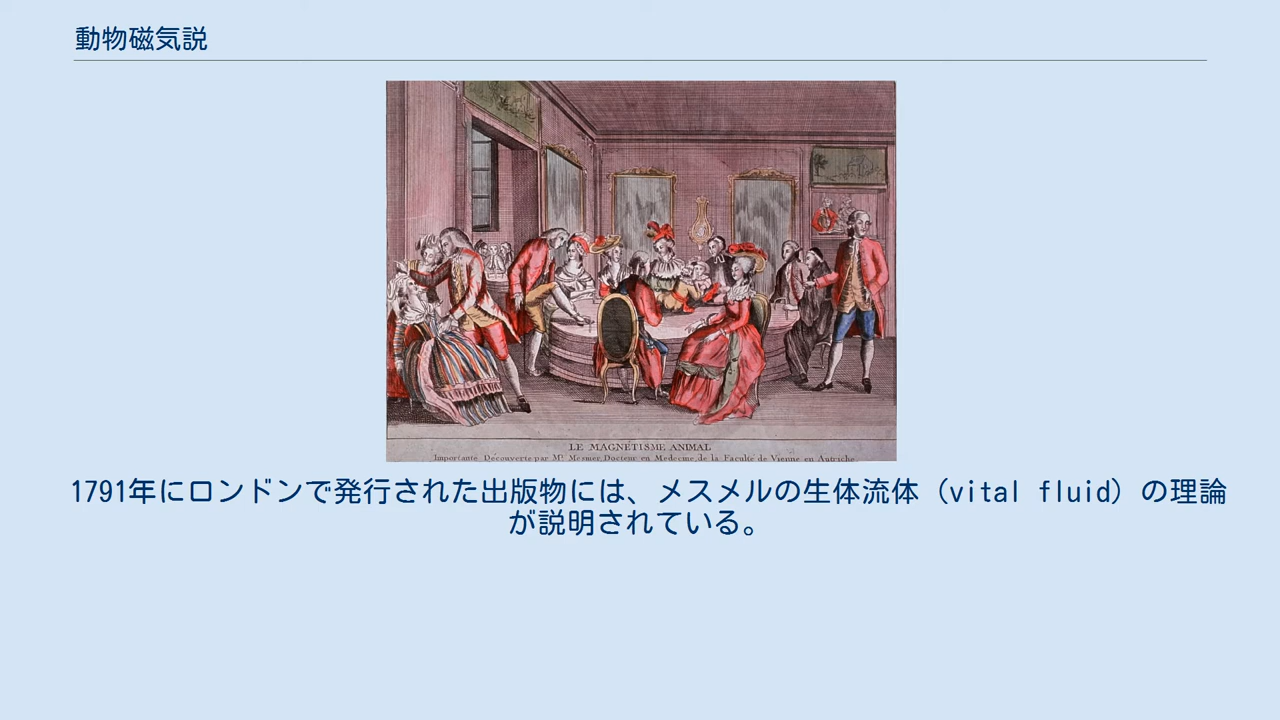 動物磁気説
LE MAGNETISME ANIMAL
Importante Découverte par Mr. Mesmer, Docteur en Medecine, de la Faculté de Vienne en Autriche
1791年にロンドンで発行された出版物には、メスメルの生体流体（vital fluid）の理論
が説明されている。